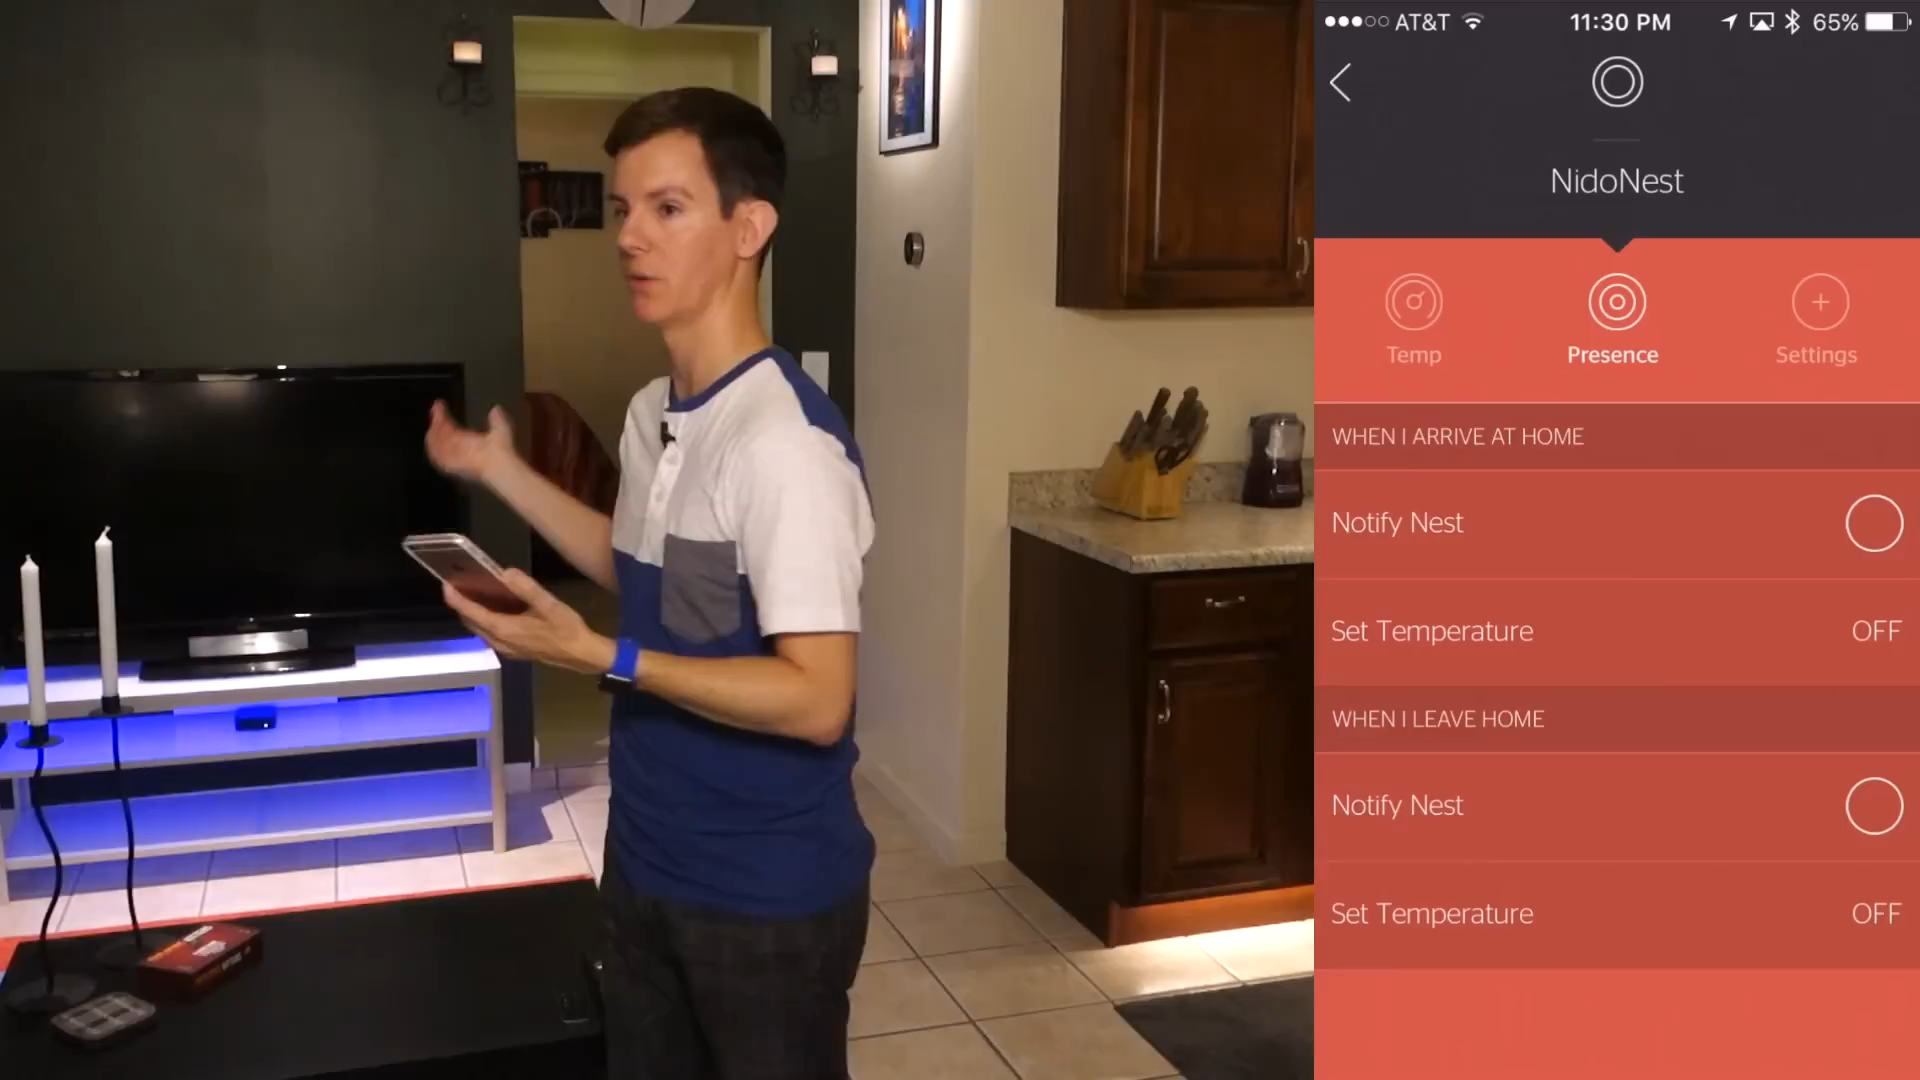 AT&T 11:30 PM 65%
NidoNest
Temp Presence Settings
WHEN I ARRIVE AT HOME
Notify Nest
Set Temperature OFF
WHEN I LEAVE HOME
Notify Nest
Set Temperature OFF